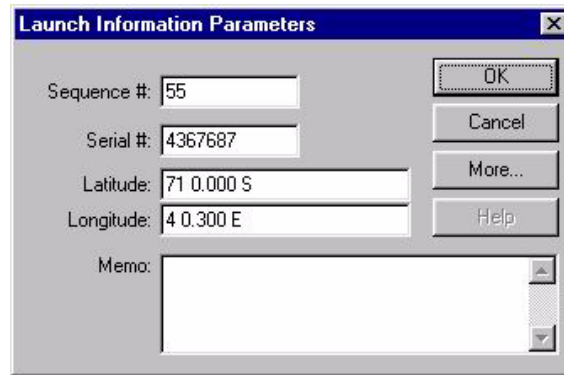 Launch Information Parameters
Sequence #: 55
OK
Serial #: 4367687
Cancel
Latitude: 71 0.000 S
More...
Longitude: 4 0.300 E
Help
Memo: